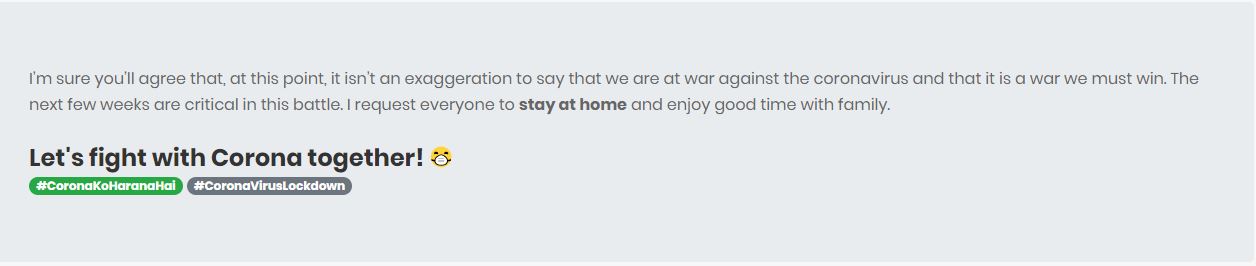 I'm sure you'll agree that, at this point, it isn't an exaggeration to say that we are at war against the coronavirus and that it is a war we must win. The
next few weeks are critical in this battle. I request everyone to stay at home and enjoy good time with family.
Let's fight with Corona together! 😷
#CoronaKoHaranaHai #CoronaVirusLockdown